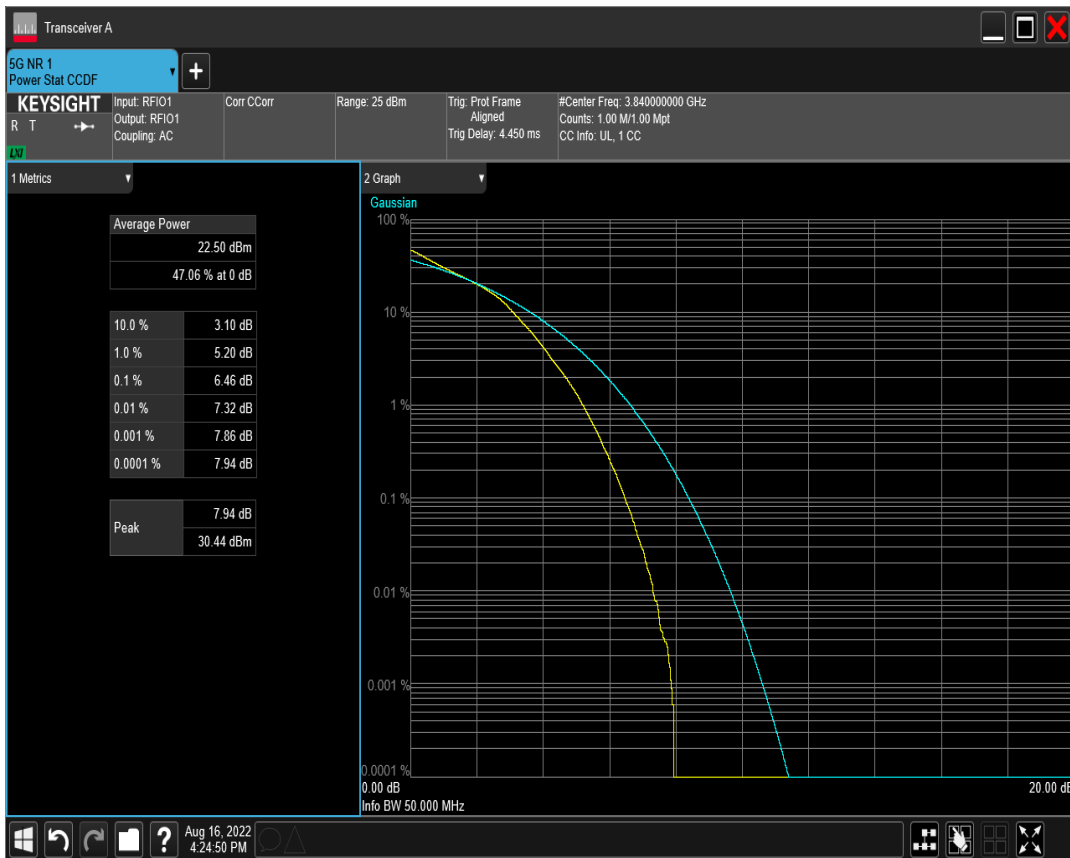 Transceiver A
5G NR 1
Power Stat CCDF
+
KEYSIGHT
R T
LXI
Input: RFIO1
Output: RFIO1
Coupling: AC
Corr CCorr
Range: 25 dBm
Trig: Prot Frame
Aligned
Trig Delay: 4.450 ms
#Center Freq: 3.840000000 GHz
Counts: 1.00 M/1.00 Mpt
CC Info: UL, 1 CC
1 Metrics
Average Power
22.50 dBm
47.06 % at 0 dB
10.0 % 3.10 dB
1.0 % 5.20 dB
0.1 % 6.46 dB
0.01 % 7.32 dB
0.001 % 7.86 dB
0.0001 % 7.94 dB
Peak 7.94 dB
30.44 dBm
2 Graph
Gaussian
100 %
10 %
1 %
0.1 %
0.01 %
0.001 %
0.0001 %
0.00 dB 20.00 dB
Info BW 50.000 MHz
?
Aug 16, 2022
4:24:50 PM